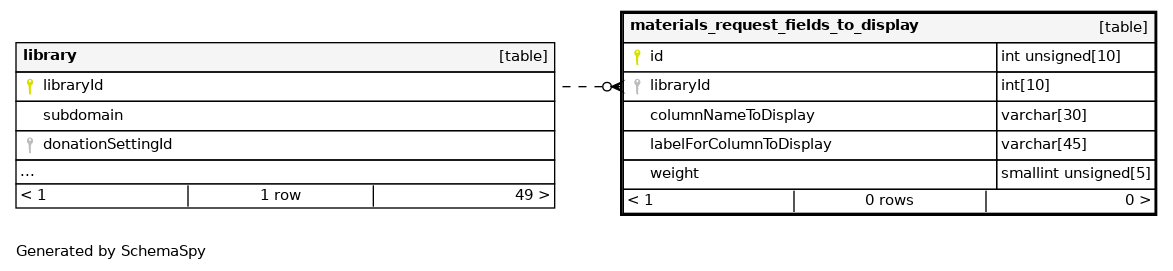 library [table]
libraryId
subdomain
donationSettingId
...
< 1 1 row 49 >
materials_request_fields_to_display [table]
id int unsigned[10]
libraryId int[10]
columnNameToDisplay varchar[30]
labelForColumnToDisplay varchar[45]
weight smallint unsigned[5]
< 1 0 rows 0 >
Generated by SchemaSpy